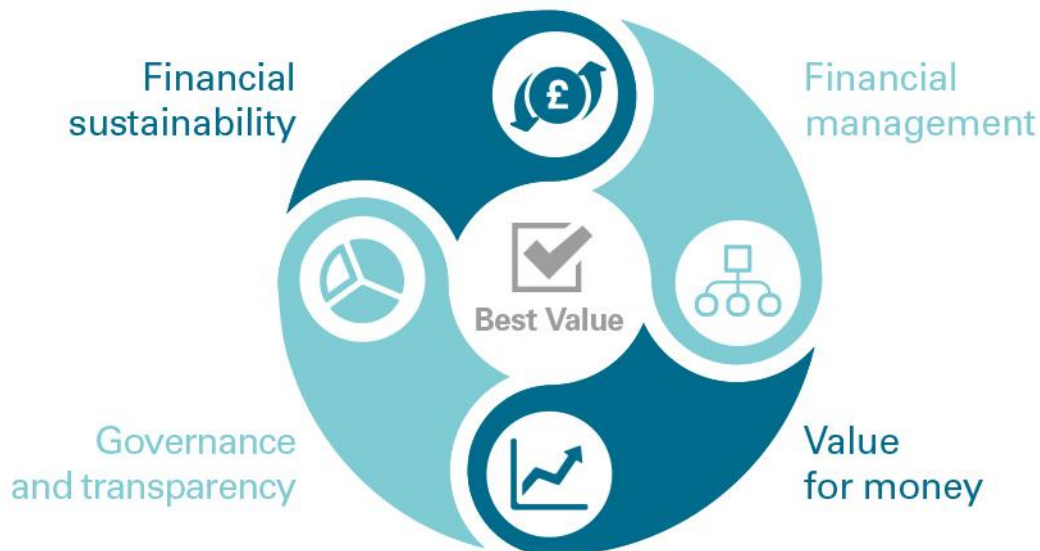 Financial
sustainability
Financial
management
£
Best Value
Governance
and transparency
Value
for money